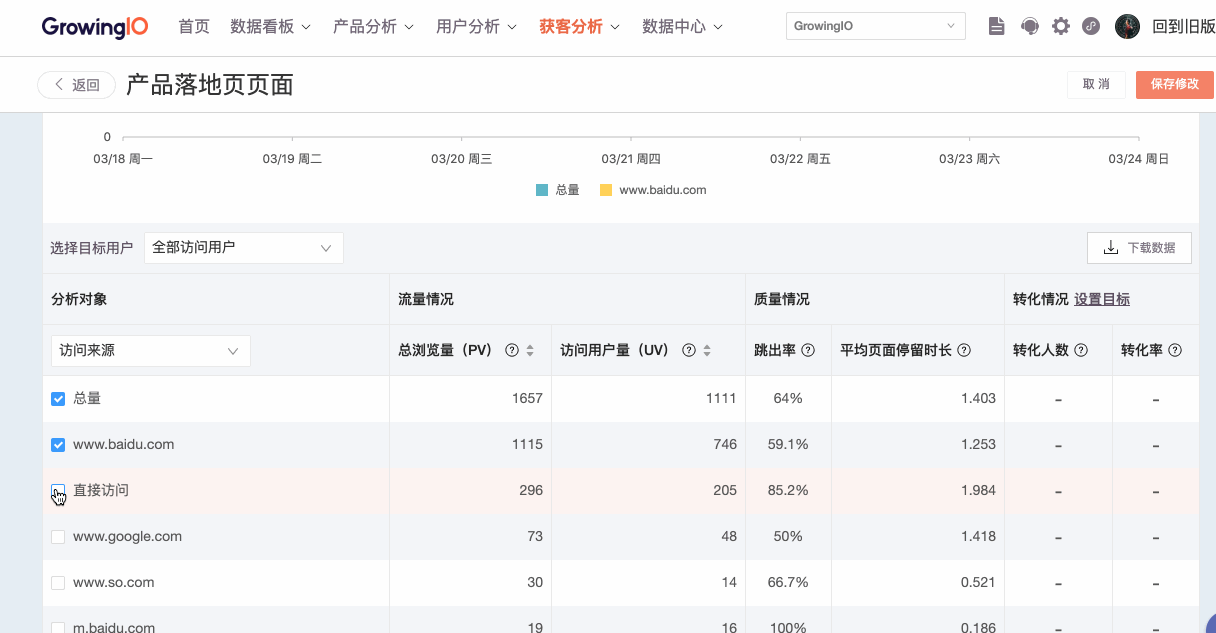 GrowingIO 首页 数据看板 产品分析 用户分析 获客分析 数据中心 GrowingIO 回到旧版
返回 产品落地页页面 取 消 保存修改
0
03/18 周一 03/19 周二 03/20 周三 03/21 周四 03/22 周五 03/23 周六 03/24 周日
总量 www.baidu.com
选择目标用户 全部访问用户 下载数据
分析对象 流量情况 质量情况 转化情况 设置目标
访问来源 总浏览量（PV） 访问用户量（UV） 跳出率 平均页面停留时长 转化人数 转化率
总量 1657 1111 64% 1.403 – –
www.baidu.com 1115 746 59.1% 1.253 – –
直接访问 296 205 85.2% 1.984 – –
www.google.com 73 48 50% 1.418 – –
www.so.com 30 14 66.7% 0.521 – –
m.baidu.com 19 16 100% 0.186 – –